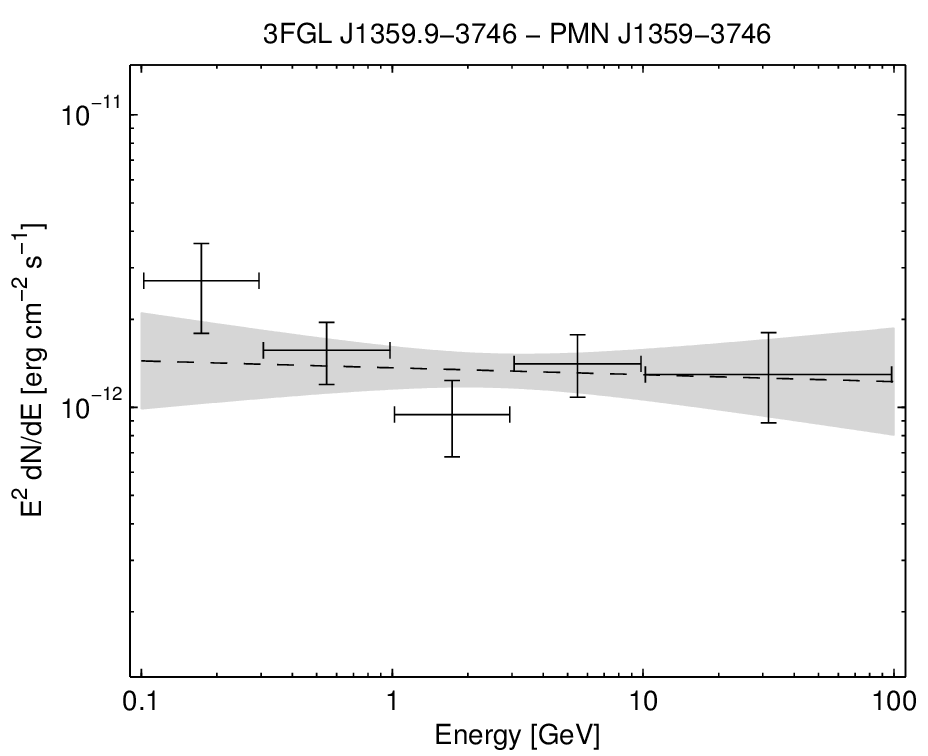 3FGL J1359.9−3746 − PMN J1359−3746
10⁻¹¹
10⁻¹²
E² dN/dE [erg cm⁻² s⁻¹]
0.1 1 10 100
Energy [GeV]